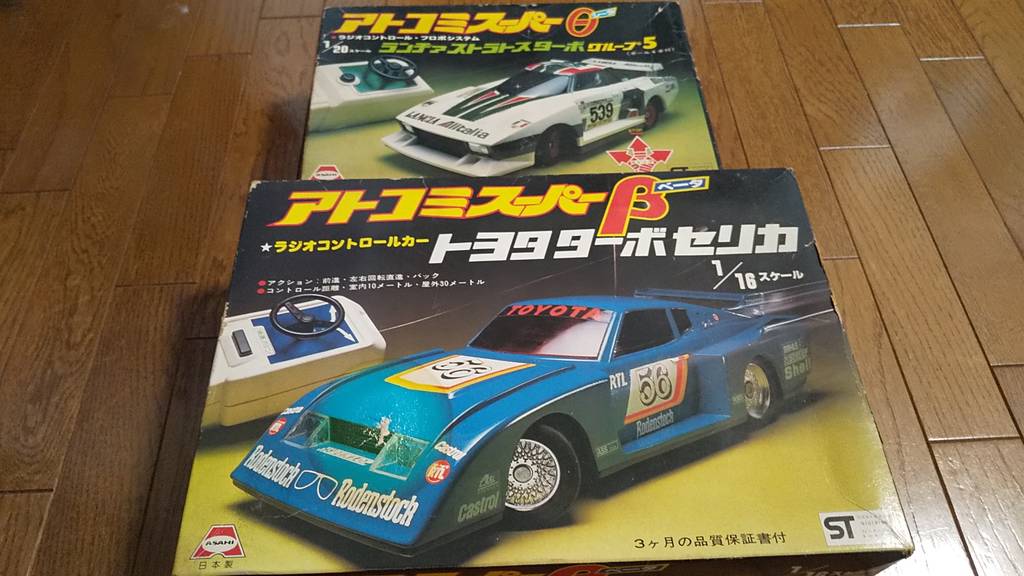 アトコミスーパーθ
ラジオコントロール・プロポシステム
1/20スケール
ランチァストラトスターボ グループ5
539
LANCIA Alitalia
ASAHI
アトコミスーパーβ ベータ
★ラジオコントロールカー
トヨタターボセリカ
1/16スケール
●アクション：前進・左右回転直進・バック
●コントロール距離・室内10メートル・屋外30メートル
TOYOTA
56
RTL
56
Rodenstock
Shell
Rodenstock
Rodenstock
Castrol
ASAHI
日本製
3ヶ月の品質保証書付
ST